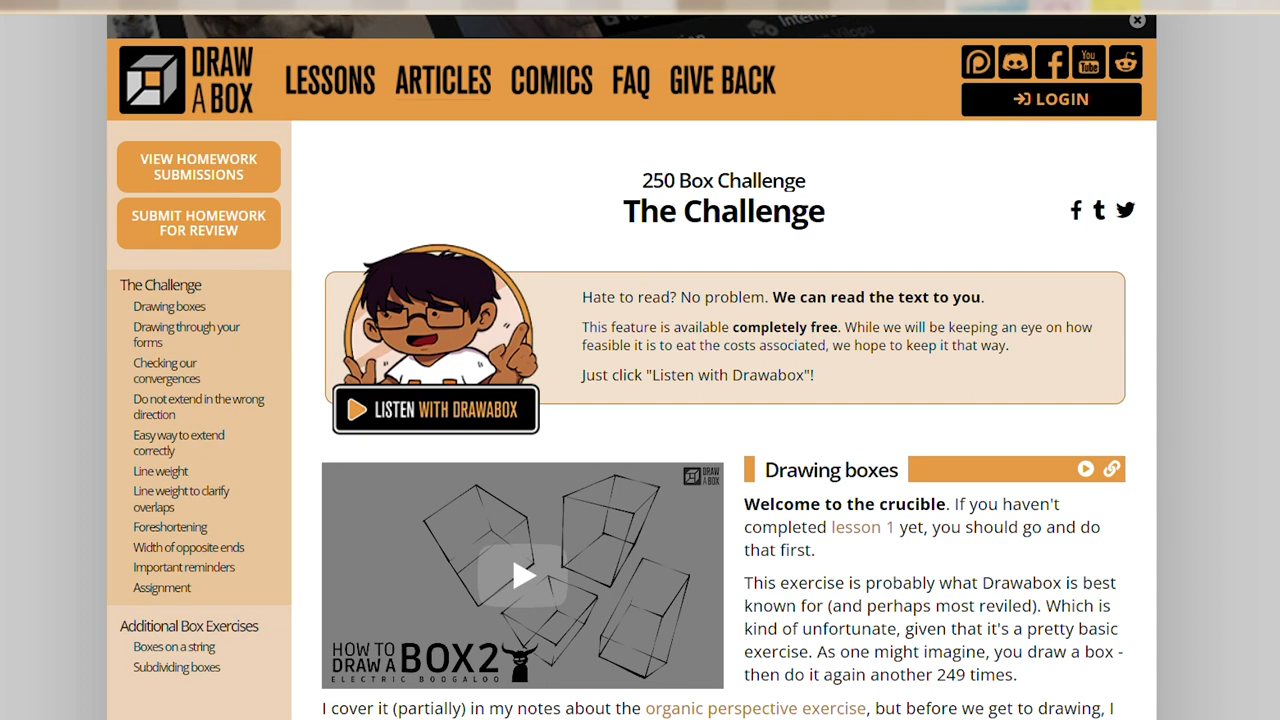 DRAW
A BOX
LESSONS ARTICLES COMICS FAQ GIVE BACK
You
Tube
LOGIN
VIEW HOMEWORK
SUBMISSIONS
SUBMIT HOMEWORK
FOR REVIEW
The Challenge
Drawing boxes
Drawing through your
forms
Checking our
convergences
Do not extend in the wrong
direction
Easy way to extend
correctly
Line weight
Line weight to clarify
overlaps
Foreshortening
Width of opposite ends
Important reminders
Assignment
Additional Box Exercises
Boxes on a string
Subdividing boxes
250 Box Challenge
The Challenge
Hate to read? No problem. We can read the text to you.
This feature is available completely free. While we will be keeping an eye on how
feasible it is to eat the costs associated, we hope to keep it that way.
Just click "Listen with Drawabox"!
LISTEN WITH DRAWABOX
DRAW
A BOX
HOW TO
DRAW A BOX 2
ELECTRIC BOOGALOO
Drawing boxes
Welcome to the crucible. If you haven't
completed lesson 1 yet, you should go and do
that first.
This exercise is probably what Drawabox is best
known for (and perhaps most reviled). Which is
kind of unfortunate, given that it's a pretty basic
exercise. As one might imagine, you draw a box -
then do it again another 249 times.
I cover it (partially) in my notes about the organic perspective exercise, but before we get to drawing, I